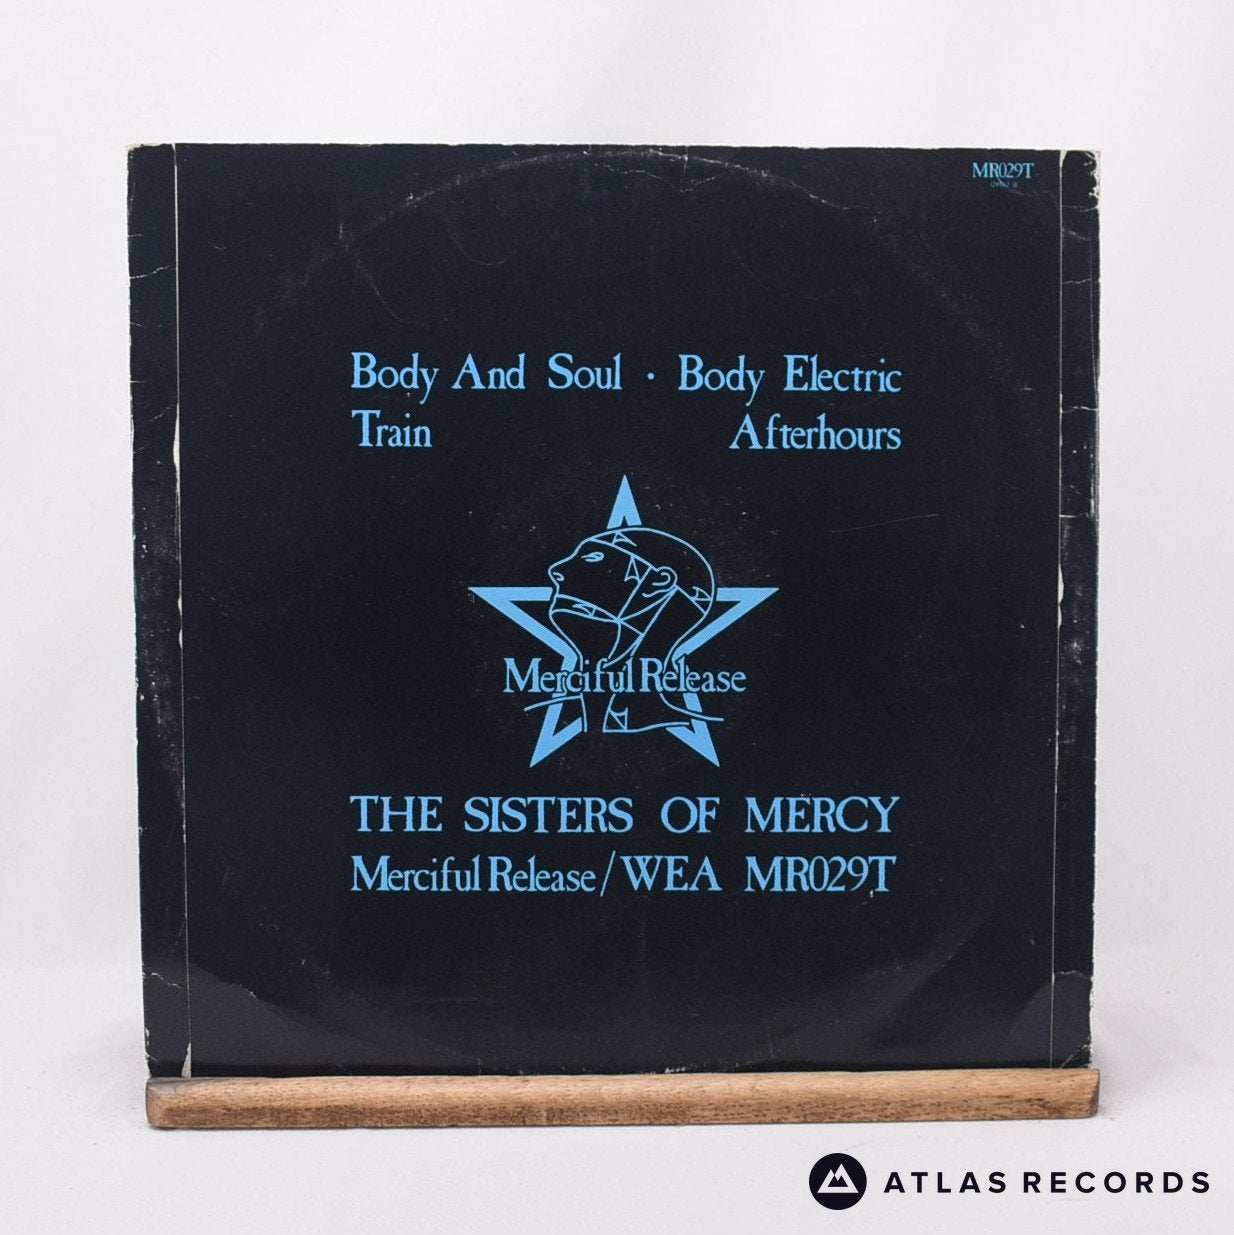 MR029T
Body And Soul · Body Electric
Train Afterhours
Merciful Release
THE SISTERS OF MERCY
Merciful Release/WEA MR029T
ATLAS RECORDS